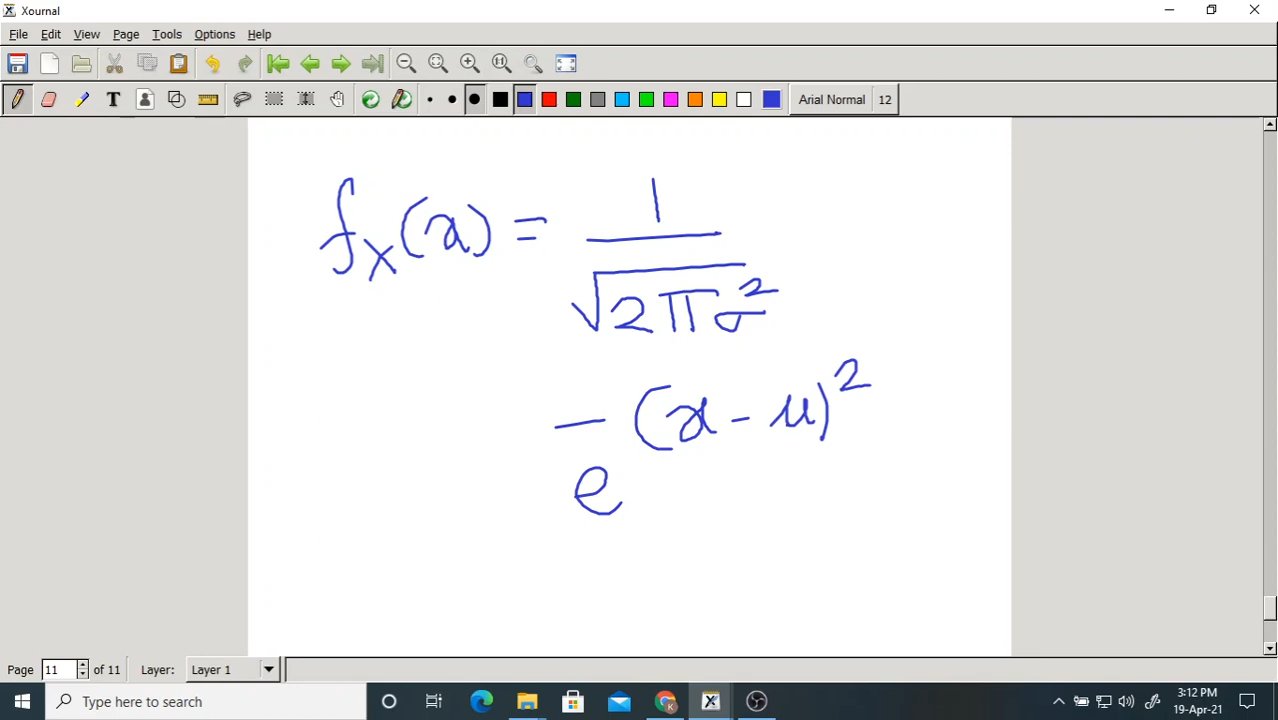 Xournal
File Edit View Page Tools Options Help
Arial Normal 12
fX(x) = 1
√2πσ²
- (x - μ)²
e
Page 11 of 11 Layer: Layer 1
Type here to search
3:12 PM
19-Apr-21